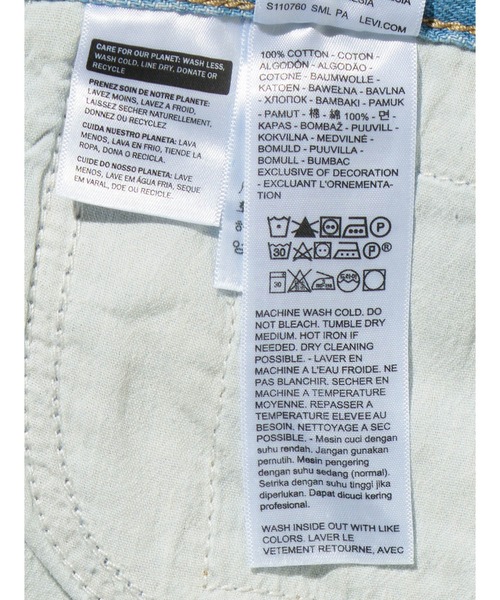 S110760 SML PA LEVI.COM
CARE FOR OUR PLANET: WASH LESS,
WASH COLD, LINE DRY, DONATE OR
RECYCLE
PRENEZ SOIN DE NOTRE PLANETE:
LAVEZ MOINS, LAVEZ A FROID,
LAISSEZ SECHER NATURELLEMENT,
DONNEZ OU RECYCLEZ
CUIDA NUESTRO PLANETA: LAVA
MENOS, LAVA EN FRIO, TIENDE LA
ROPA, DONA O RECICLA.
CUIDE DO NOSSO PLANETA: LAVE
MENOS, LAVE EM ÁGUA FRIA, SEQUE
EM VARAL, DOE OU RECICLE.
100% COTTON - COTON -
ALGODÓN - ALGODÃO -
COTONE - BAUMWOLLE -
KATOEN - BAWEŁNA - BAVLNA
- ХЛОПОК - BAMBAKI - PAMUK
- PAMUT - 棉 - 綿 100% - 면 -
KAPAS - BOMBAŽ - PUUVILL -
KOKVILNA - MEDVILNĖ -
BOMULD - PUUVILLA -
BOMULL - BUMBAC
EXCLUSIVE OF DECORATION
- EXCLUANT L'ORNEMENTA-
TION
P
30 P ®
30
MACHINE WASH COLD. DO
NOT BLEACH. TUMBLE DRY
MEDIUM. HOT IRON IF
NEEDED. DRY CLEANING
POSSIBLE. - LAVER EN
MACHINE A L'EAU FROIDE. NE
PAS BLANCHIR. SECHER EN
MACHINE A TEMPERATURE
MOYENNE. REPASSER A
TEMPERATURE ELEVEE AU
BESOIN. NETTOYAGE A SEC
POSSIBLE. - Mesin cuci dengan
suhu rendah. Jangan gunakan
pemutih. Mesin pengering
dengan suhu sedang (normal).
Setrika dengan suhu tinggi jika
diperlukan. Dapat dicuci kering
profesional.
WASH INSIDE OUT WITH LIKE
COLORS. LAVER LE
VETEMENT RETOURNE, AVEC